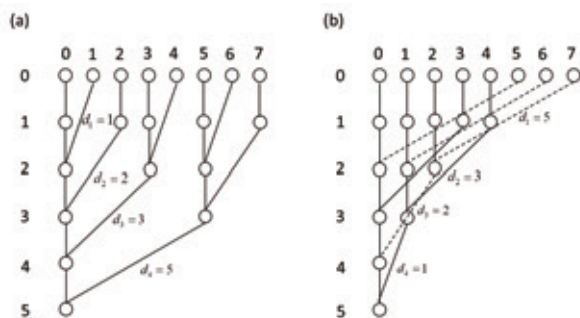 (a)
0 1 2 3 4 5 6 7
0
1
2
3
4
5
d₁ = 1
d₂ = 2
d₃ = 3
d₄ = 5
(b)
0 1 2 3 4 5 6 7
0
1
2
3
4
5
d₁ = 5
d₂ = 3
d₃ = 2
d₄ = 1